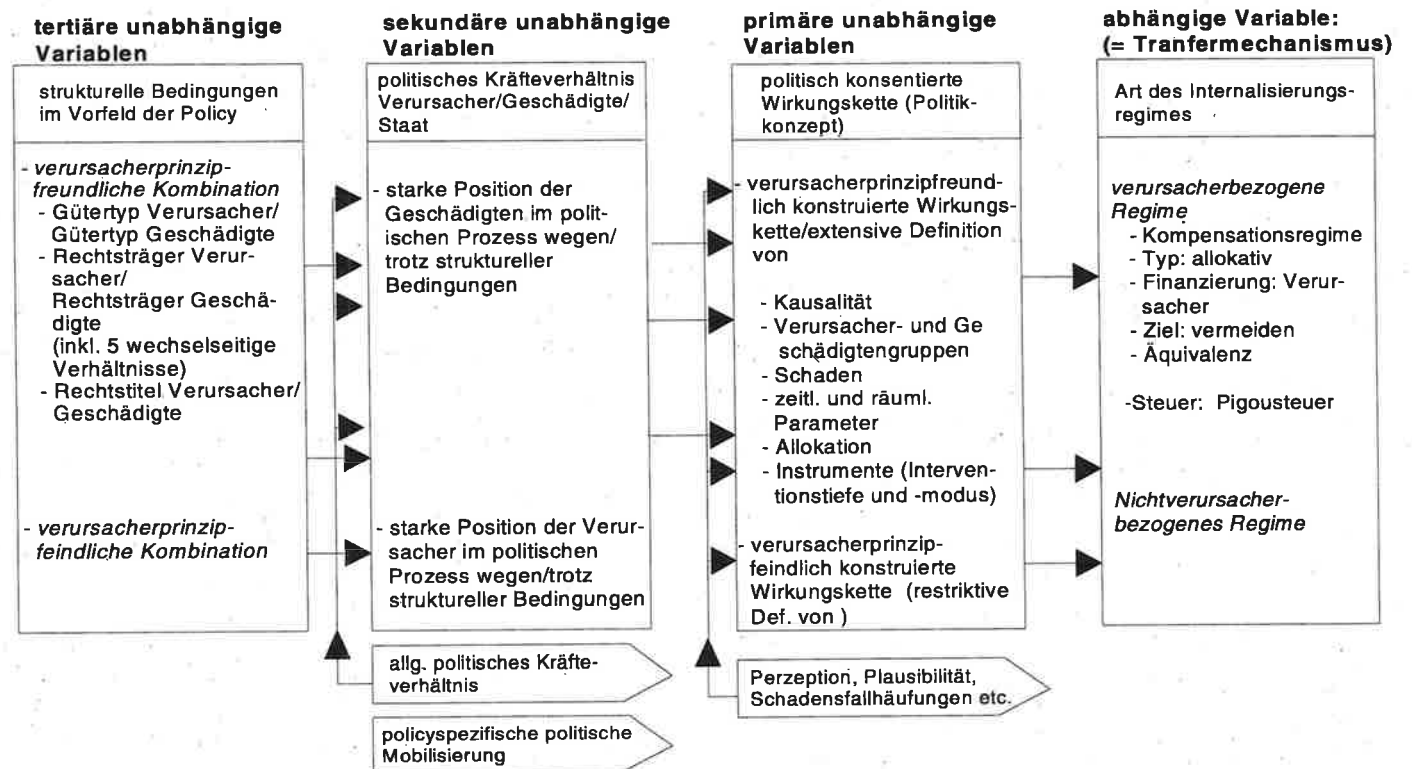 tertiäre unabhängige
Variablen
strukturelle Bedingungen
im Vorfeld der Policy
- verursacherprinzip-
freundliche Kombination
- Gütertyp Verursacher/
Gütertyp Geschädigte
- Rechtsträger Verur-
sacher/
Rechtsträger Geschä-
digte
(inkl. 5 wechselseitige
Verhältnisse)
- Rechtstitel Verursacher/
Geschädigte
- verursacherprinzip-
feindliche Kombination
sekundäre unabhängige
Variablen
politisches Kräfteverhältnis
Verursacher/Geschädigte/
Staat
- starke Position der
Geschädigten im polit-
ischen Prozess wegen/
trotz struktureller
Bedingungen
- starke Position der Verur-
sacher im politischen
Prozess wegen/trotz
struktureller Bedingungen
allg. politisches Kräfte-
verhältnis
policyspezifische politische
Mobilisierung
primäre unabhängige
Variablen
politisch konsentierte
Wirkungskette (Politik-
konzept)
- verursacherprinzipfreund-
lich konstruierte Wirkungs-
kette/extensive Definition
von
- Kausalität
- Verursacher- und Ge
schädigtengruppen
- Schaden
- zeitl. und räuml.
Parameter
- Allokation
- Instrumente (Interven-
tionstiefe und -modus)
- verursacherprinzip-
feindlich konstruierte
Wirkungskette (restriktive
Def. von )
Perzeption, Plausibilität,
Schadensfallhäufungen etc.
abhängige Variable:
(= Tranfermechanismus)
Art des Internalisierungs-
regimes
verursacherbezogene
Regime
- Kompensationsregime
- Typ: allokativ
- Finanzierung: Verur-
sacher
- Ziel: vermeiden
- Äquivalenz
-Steuer: Pigousteuer
Nichtverursacher-
bezogenes Regime